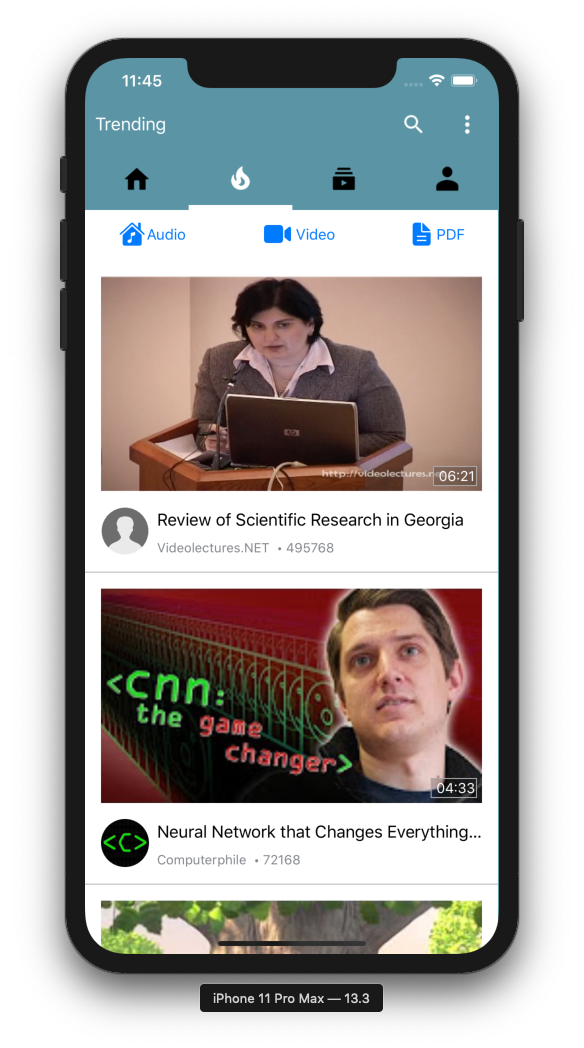 11:45
Trending
Audio Video PDF
http://videolectures.ne
06:21
Review of Scientific Research in Georgia
Videolectures.NET • 495768
<cnn:
the game
changer>
04:33
<C>
Neural Network that Changes Everything...
Computerphile • 72168
iPhone 11 Pro Max — 13.3